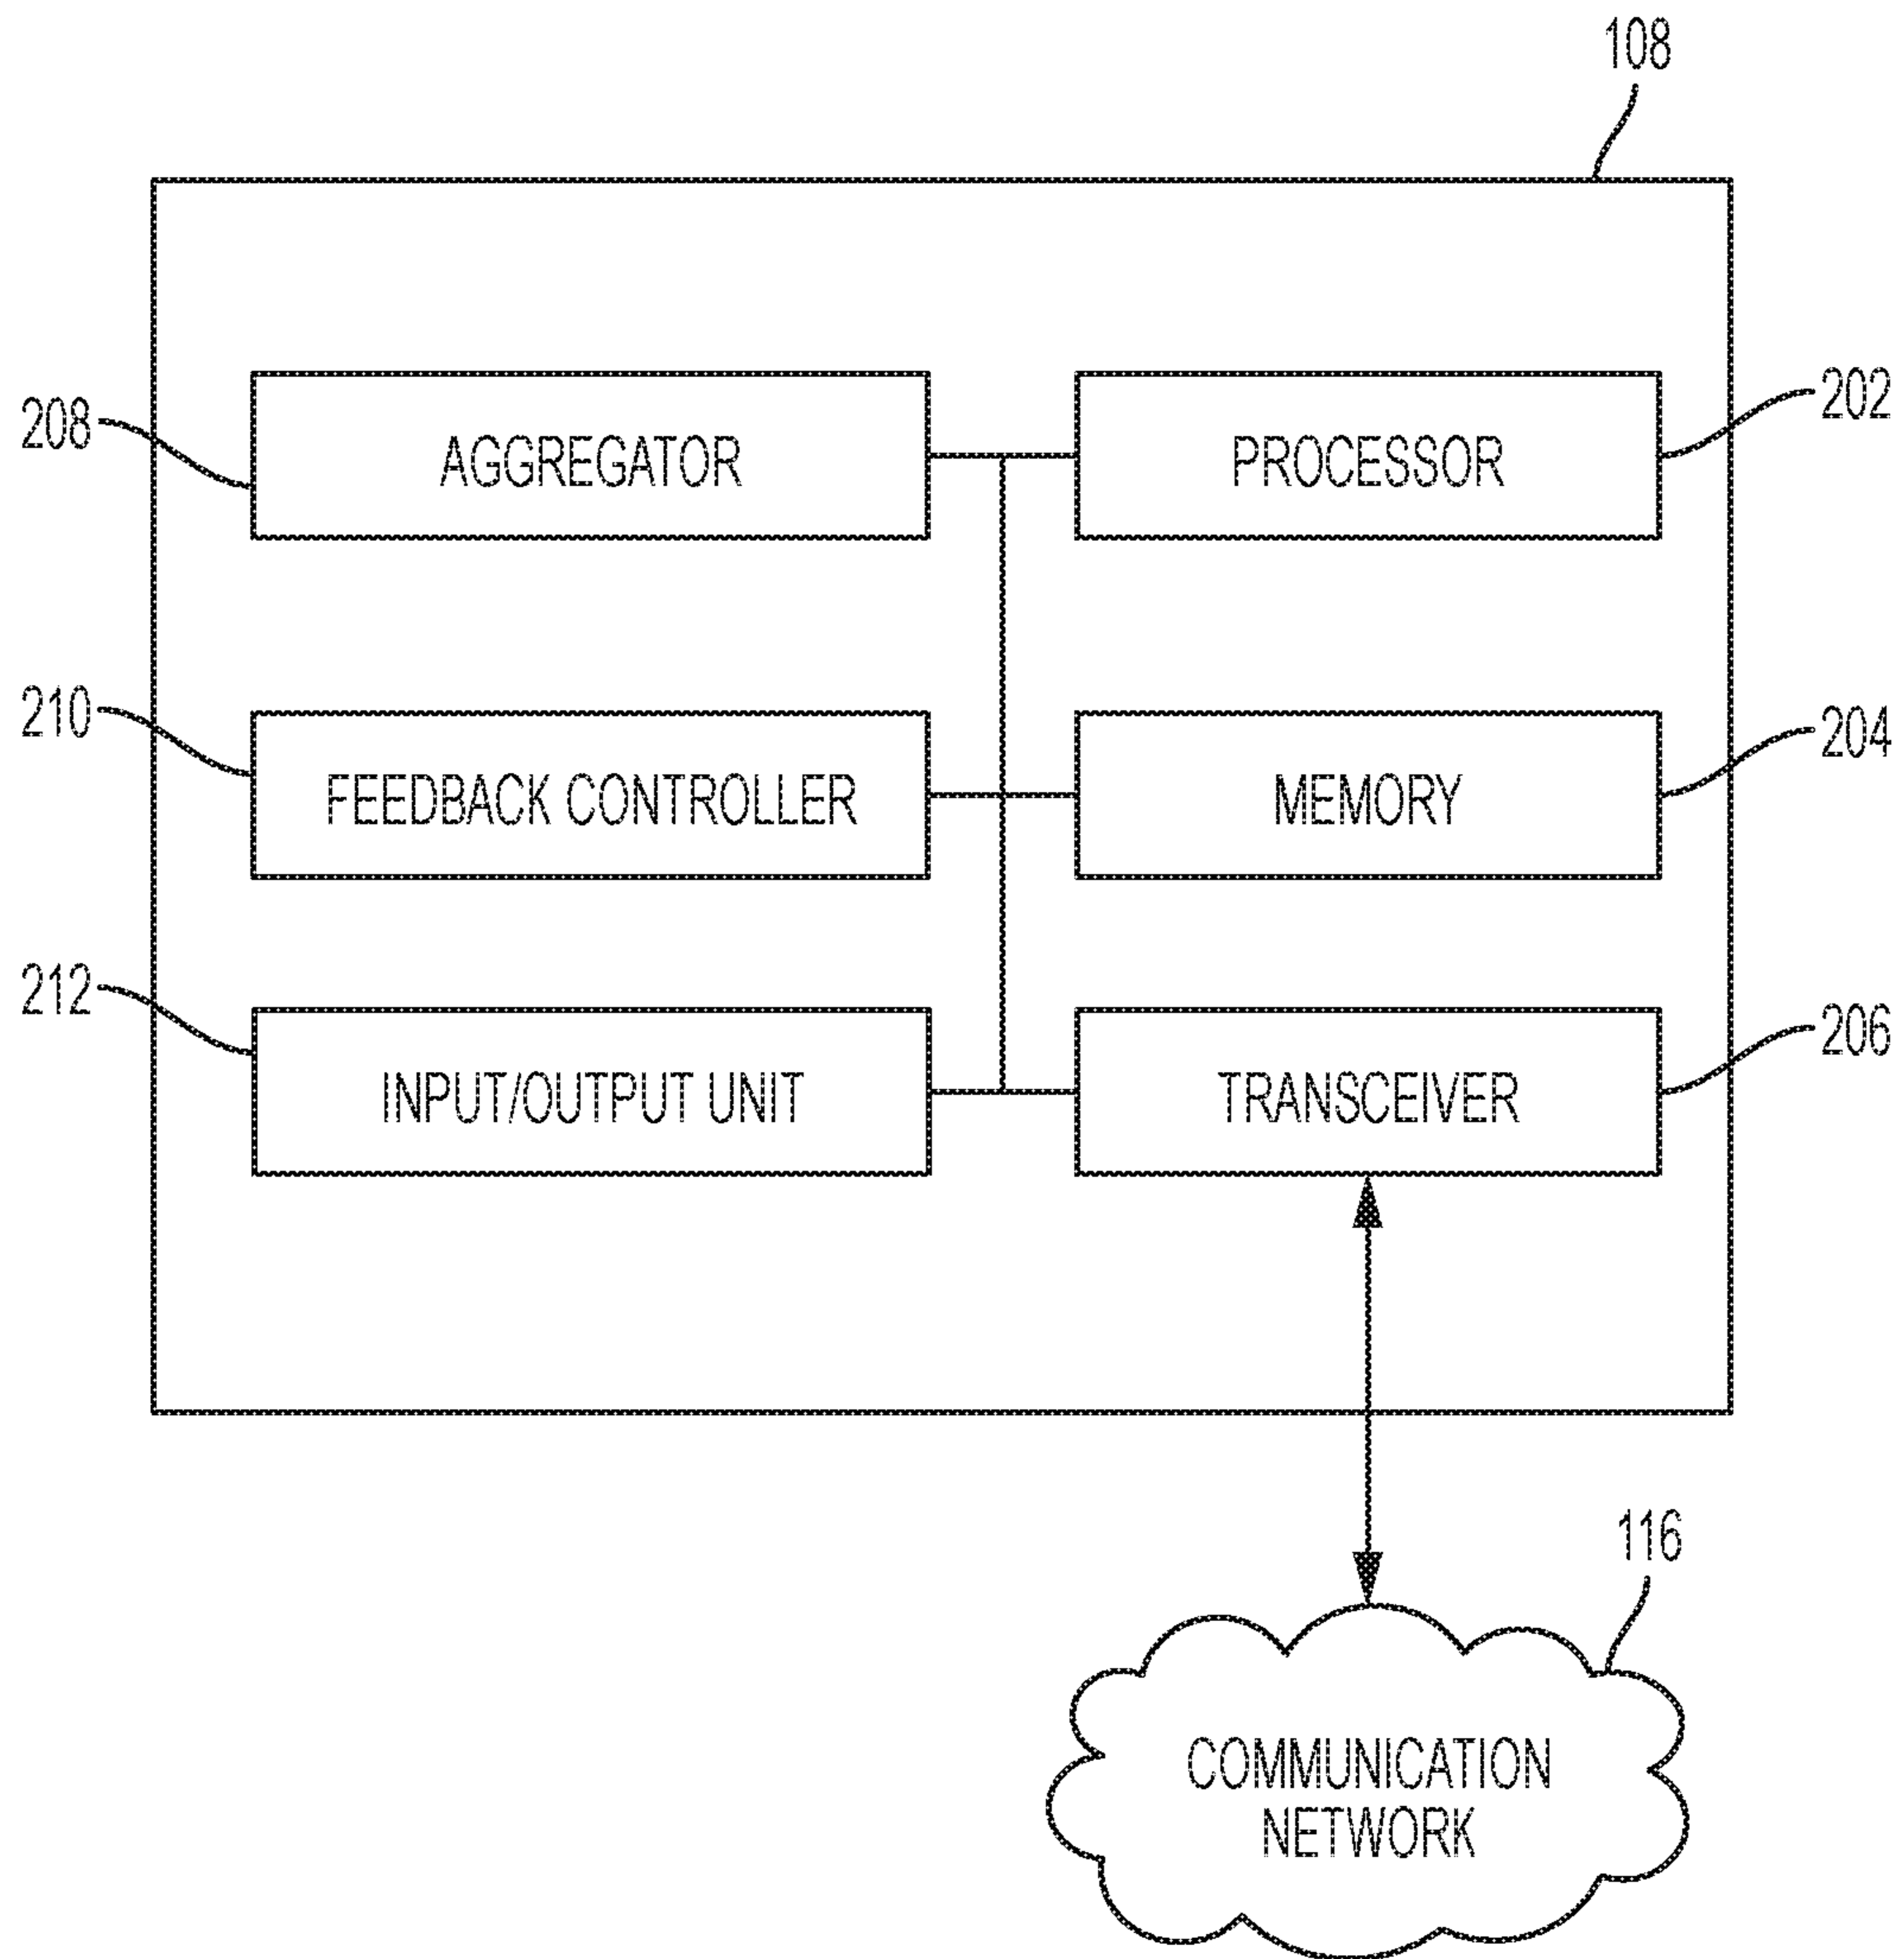 108
208
AGGREGATOR
PROCESSOR
202
210
FEEDBACK CONTROLLER
MEMORY
204
212
INPUT/OUTPUT UNIT
TRANSCEIVER
206
116
COMMUNICATION
NETWORK